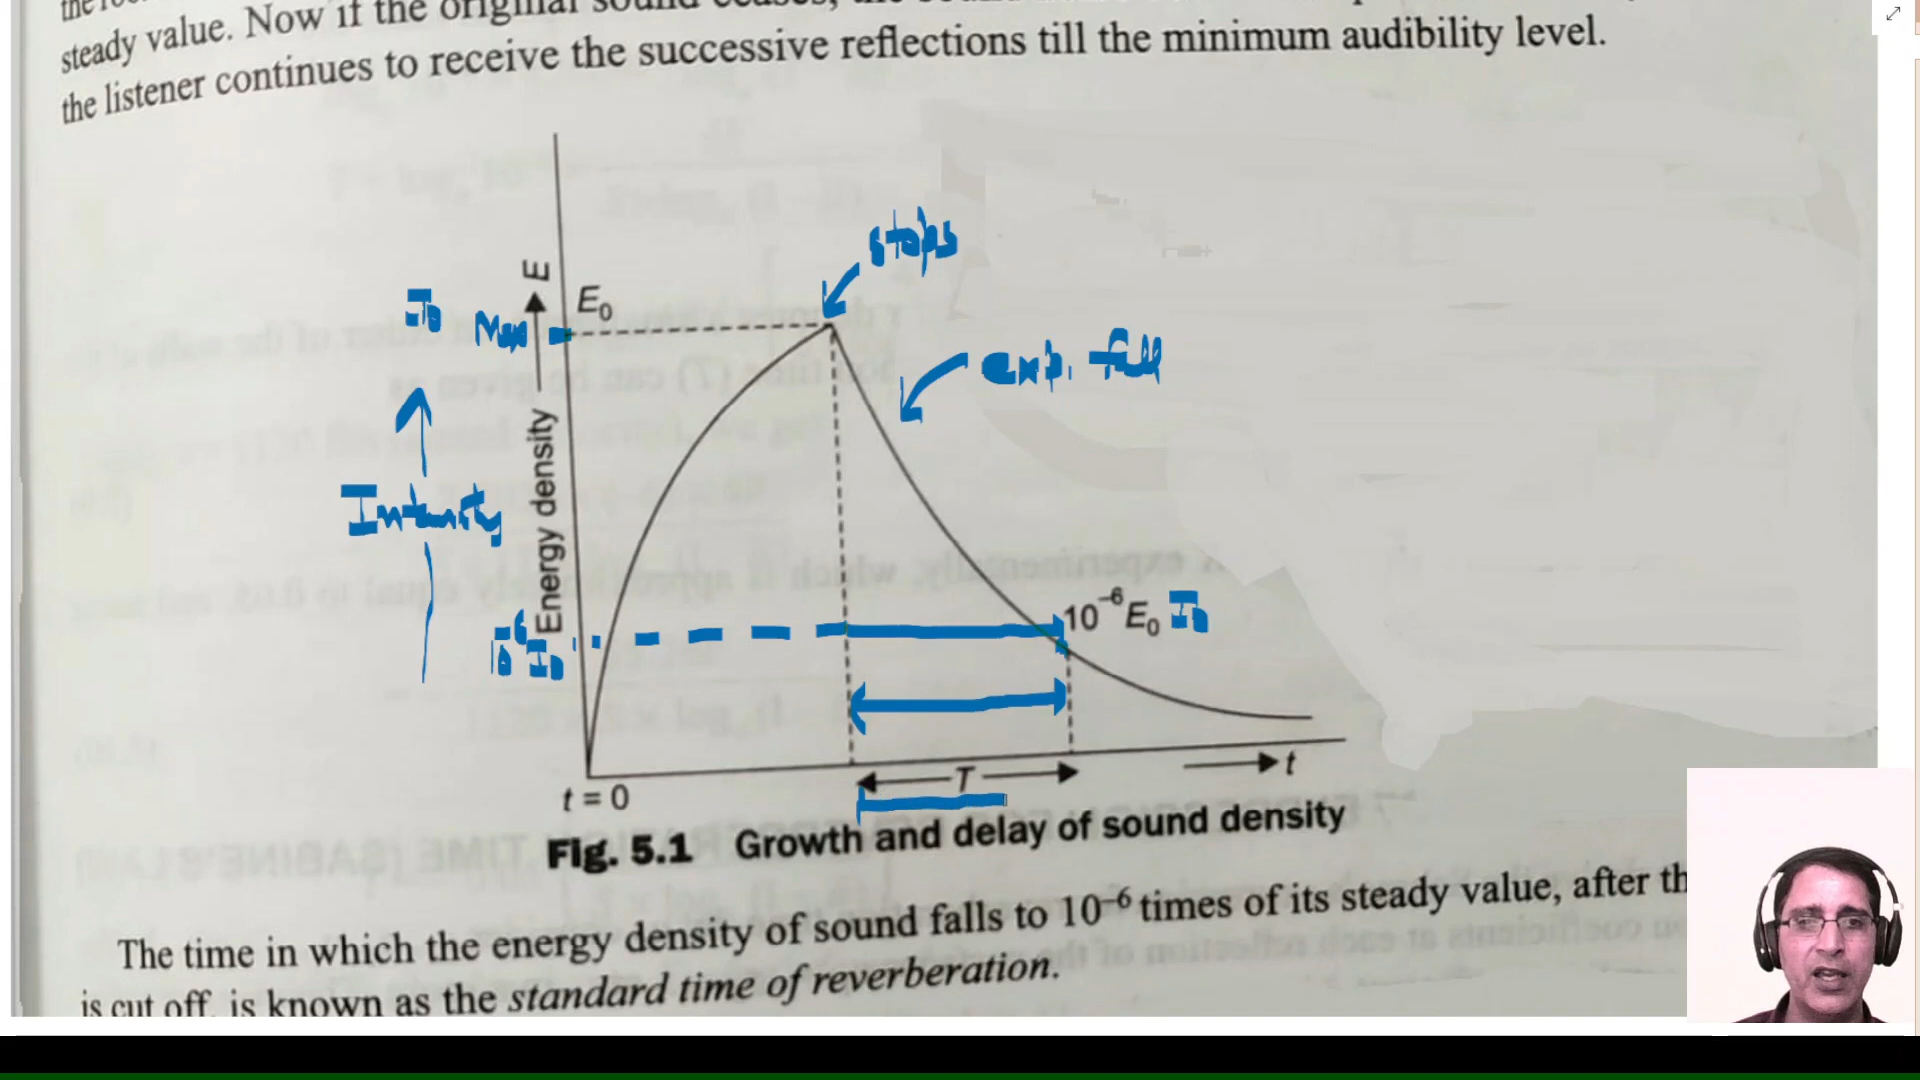 steady value. Now if the original sound ceases, the sound
the listener continues to receive the successive reflections till the minimum audibility level.
stops
E
E₀
I₀ Max
exp. fall
Energy density
Intensity
10⁻⁶ E₀ I₀
10⁻⁶ I₀
T
t
t = 0
Fig. 5.1 Growth and delay of sound density
The time in which the energy density of sound falls to 10⁻⁶ times of its steady value, after th
is cut off, is known as the standard time of reverberation.